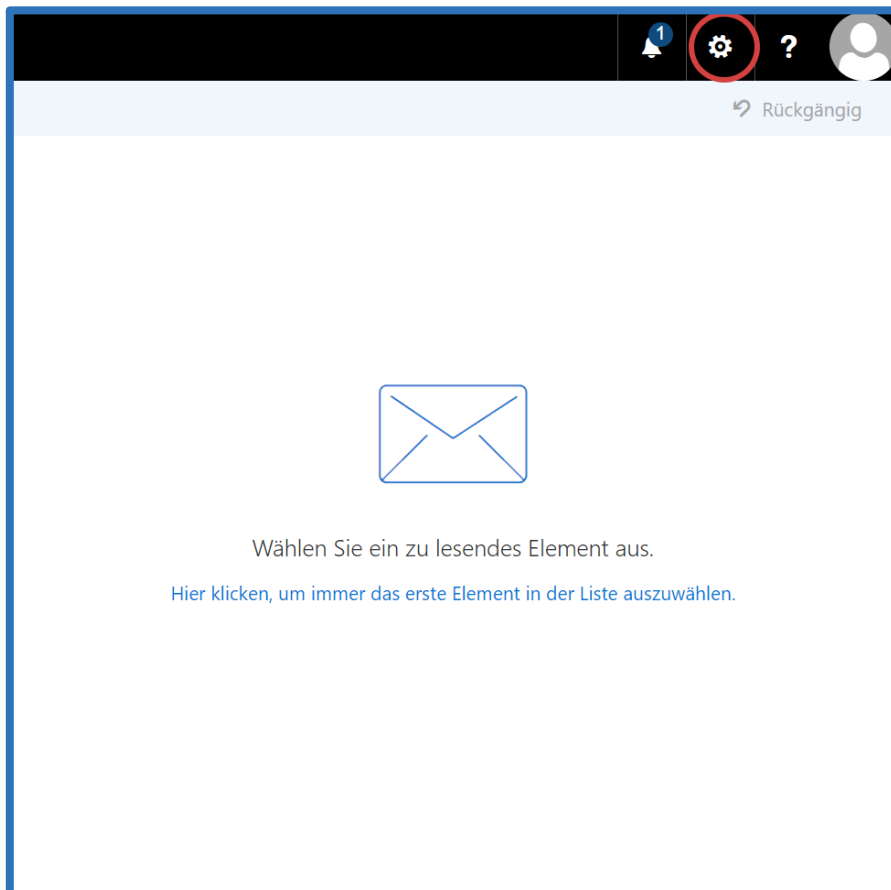 1
?
Rückgängig
Wählen Sie ein zu lesendes Element aus.
Hier klicken, um immer das erste Element in der Liste auszuwählen.